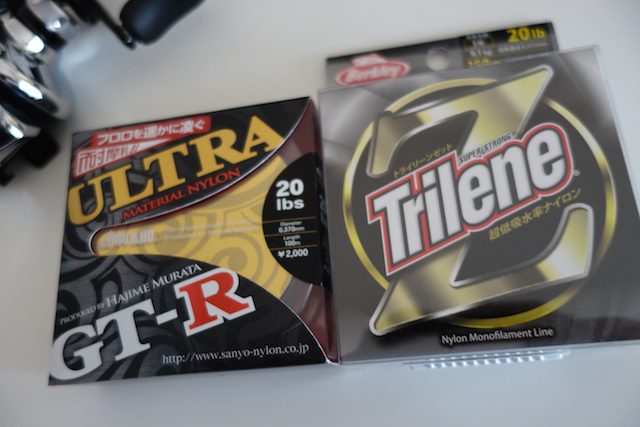 フロロを遥かに凌ぐ
ULTRA
MATERIAL NYLON
20
lbs
Diameter
0.370mm
Length
100m
¥2,000
PRODUCED BY HAJIME MURATA
GT-R
http://www.sanyo-nylon.co.jp
20lb
Berkley
トライリーンゼット
SUPER STRONG
Trilene
Z
超低吸水率ナイロン
Nylon Monofilament Line